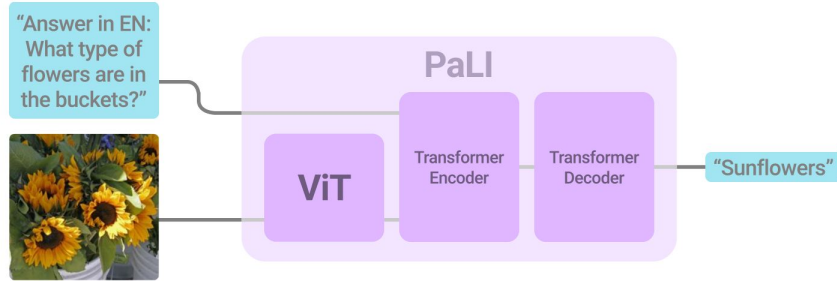 “Answer in EN:
What type of
flowers are in
the buckets?”
PaLI
ViT
Transformer
Encoder
Transformer
Decoder
“Sunflowers”